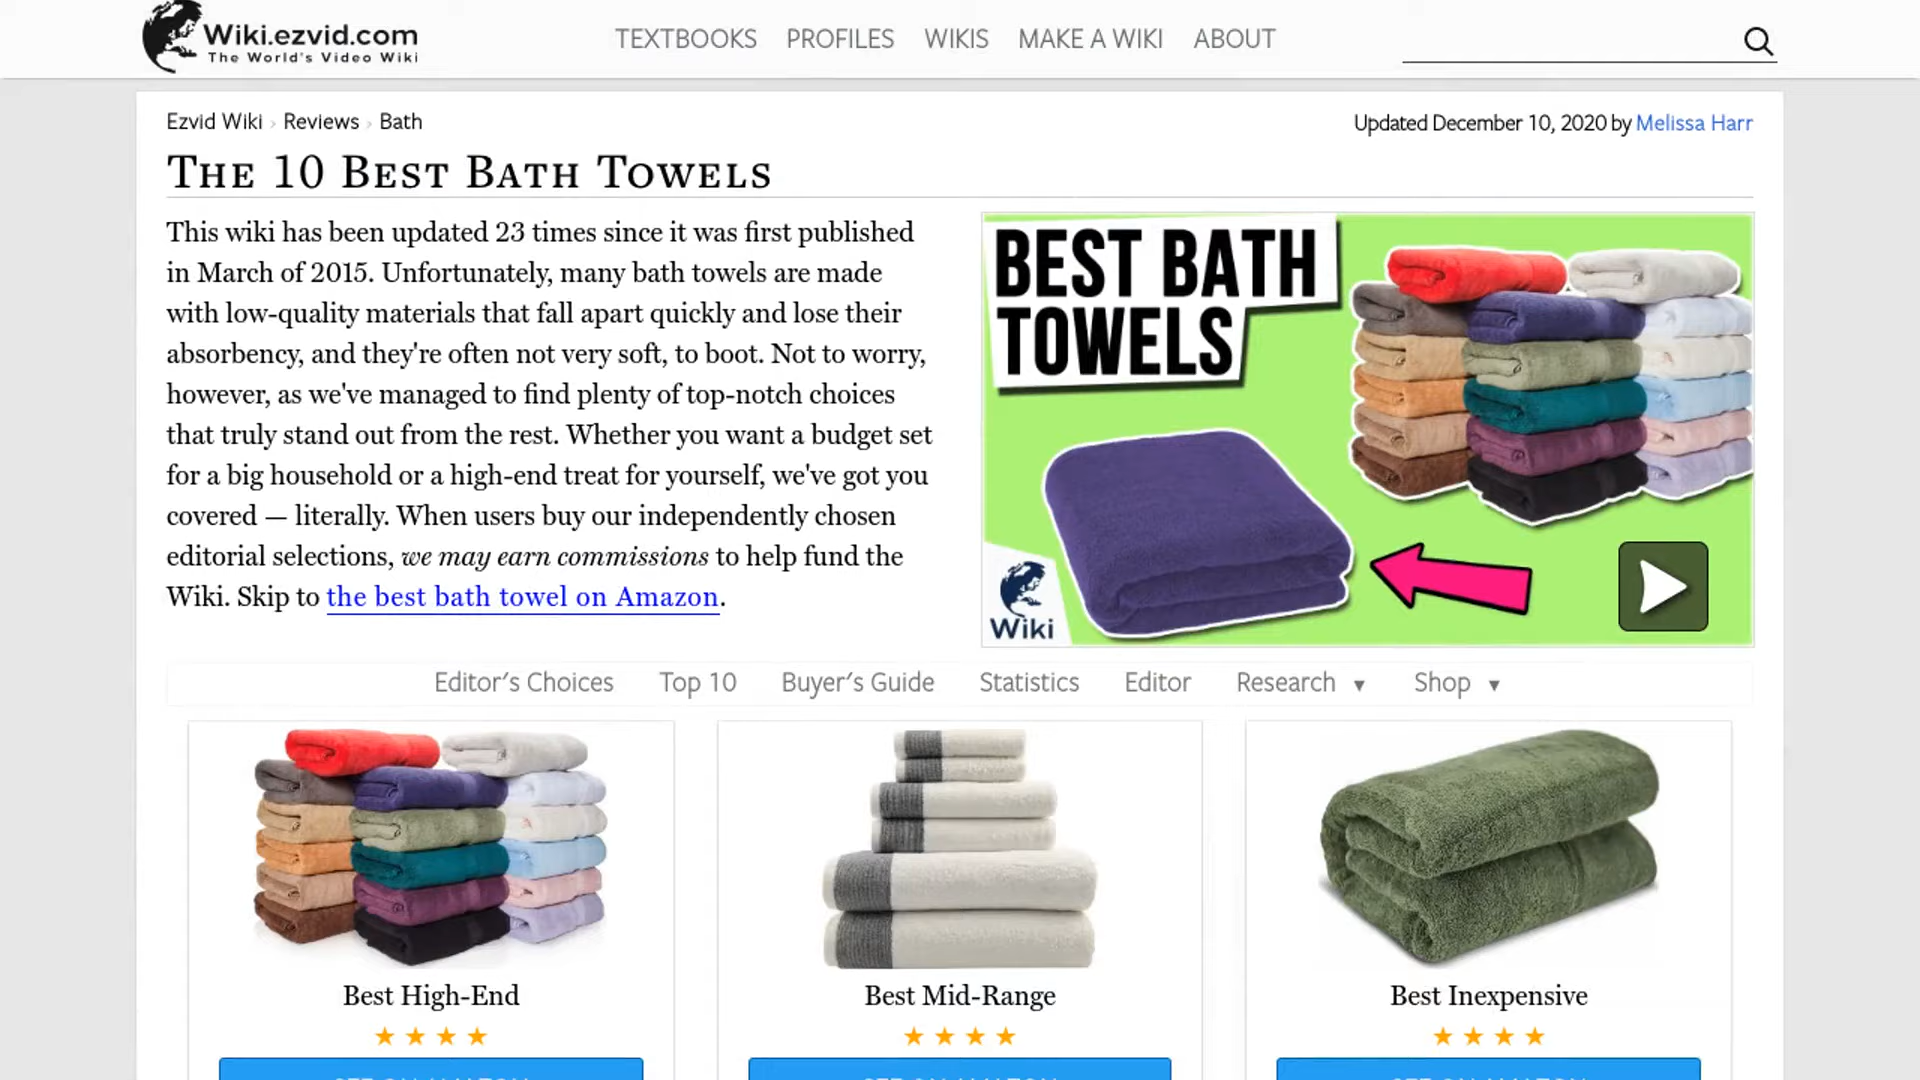 Wiki.ezvid.com
The World's Video Wiki
TEXTBOOKS PROFILES WIKIS MAKE A WIKI ABOUT
Ezvid Wiki › Reviews › Bath
Updated December 10, 2020 by Melissa Harr
The 10 Best Bath Towels
This wiki has been updated 23 times since it was first published
in March of 2015. Unfortunately, many bath towels are made
with low-quality materials that fall apart quickly and lose their
absorbency, and they're often not very soft, to boot. Not to worry,
however, as we've managed to find plenty of top-notch choices
that truly stand out from the rest. Whether you want a budget set
for a big household or a high-end treat for yourself, we've got you
covered — literally. When users buy our independently chosen
editorial selections, we may earn commissions to help fund the
Wiki. Skip to the best bath towel on Amazon.
BEST BATH
TOWELS
Wiki
Editor's Choices Top 10 Buyer's Guide Statistics Editor Research ▼ Shop ▼
Best High-End
Best Mid-Range
Best Inexpensive